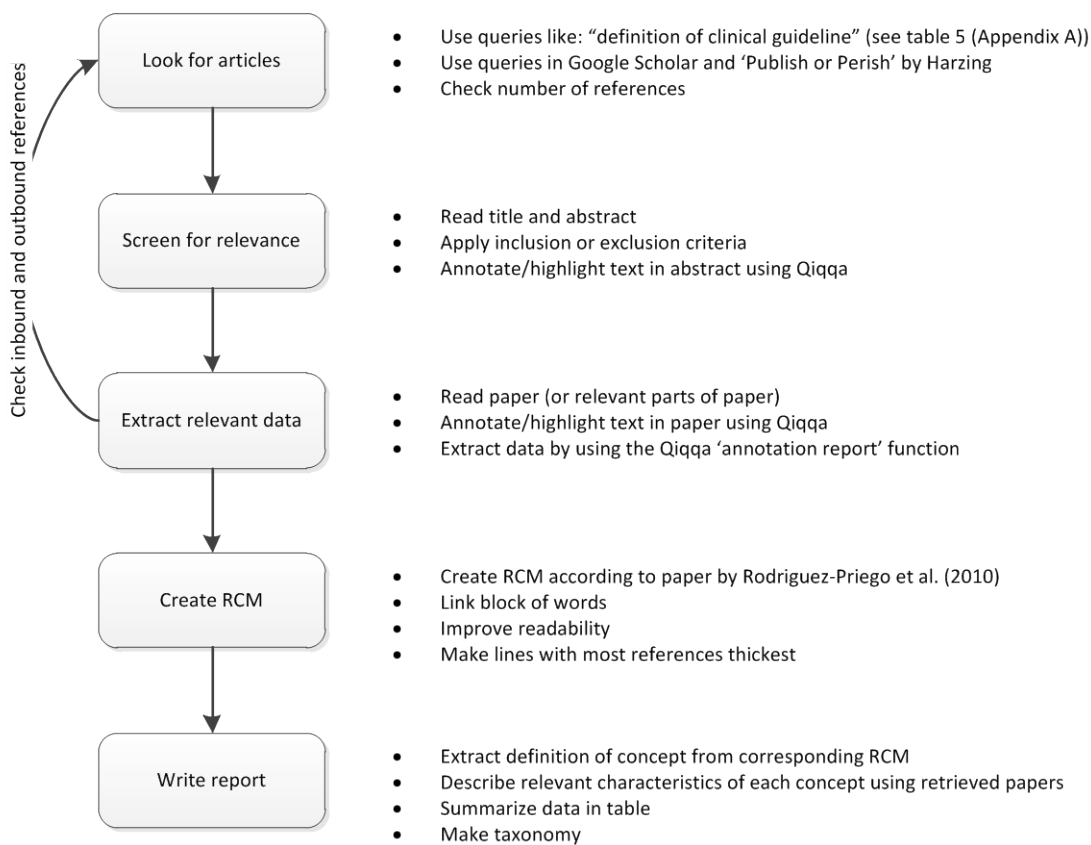 Check inbound and outbound references
Look for articles
• Use queries like: “definition of clinical guideline” (see table 5 (Appendix A))
• Use queries in Google Scholar and ‘Publish or Perish’ by Harzing
• Check number of references
Screen for relevance
• Read title and abstract
• Apply inclusion or exclusion criteria
• Annotate/highlight text in abstract using Qiqqa
Extract relevant data
• Read paper (or relevant parts of paper)
• Annotate/highlight text in paper using Qiqqa
• Extract data by using the Qiqqa ‘annotation report’ function
Create RCM
• Create RCM according to paper by Rodriguez-Priego et al. (2010)
• Link block of words
• Improve readability
• Make lines with most references thickest
Write report
• Extract definition of concept from corresponding RCM
• Describe relevant characteristics of each concept using retrieved papers
• Summarize data in table
• Make taxonomy